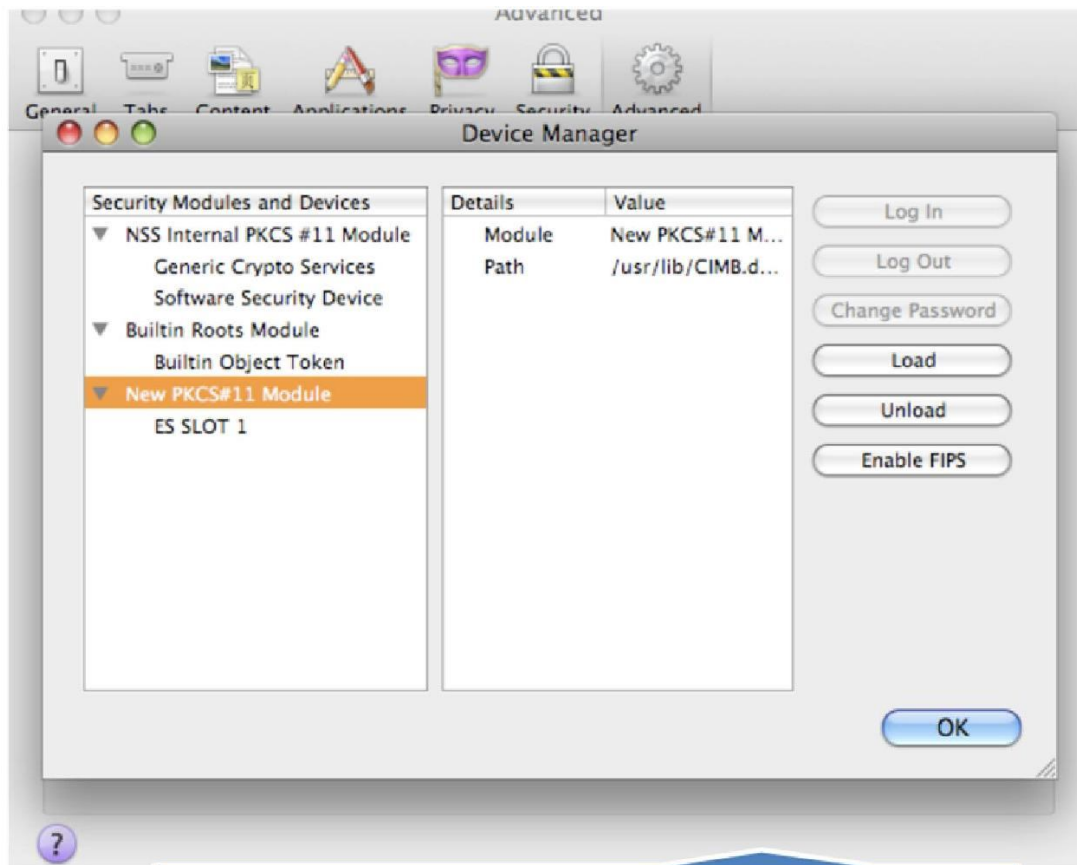 Advanced
General Tabs Content Applications Privacy Security Advanced
Device Manager
Security Modules and Devices
NSS Internal PKCS #11 Module
Generic Crypto Services
Software Security Device
Builtin Roots Module
Builtin Object Token
New PKCS#11 Module
ES SLOT 1
Details Value
Module New PKCS#11 M...
Path /usr/lib/CIMB.d...
Log In
Log Out
Change Password
Load
Unload
Enable FIPS
OK
?